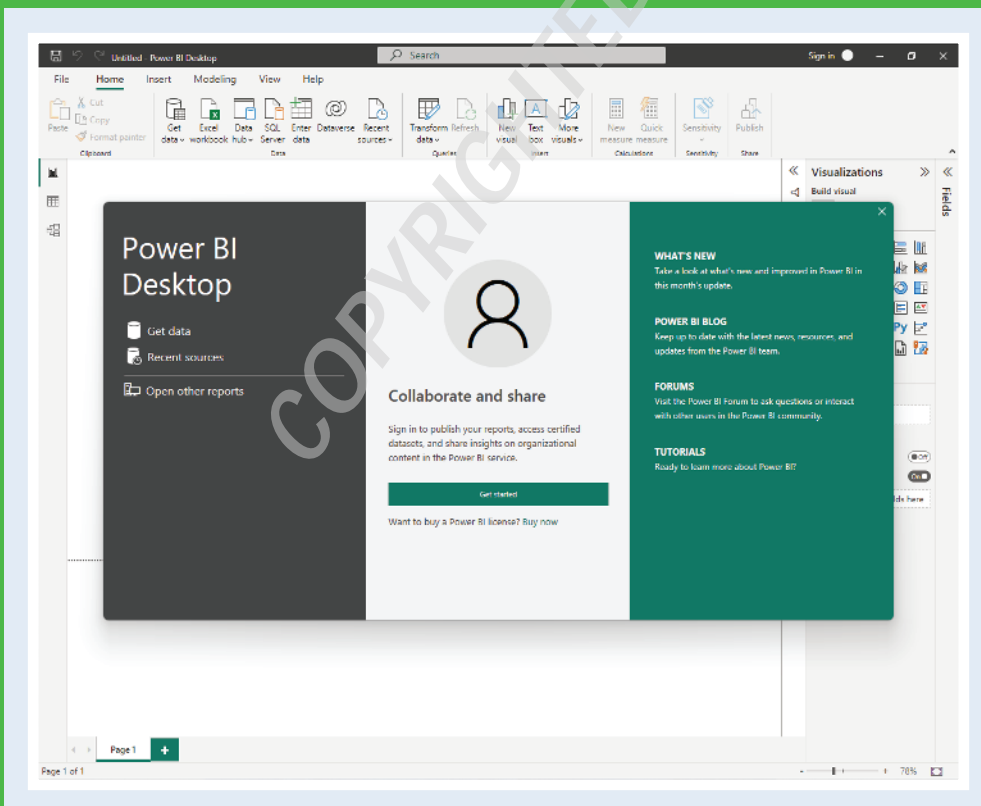 Untitled - Power BI Desktop
Search
Sign in
File Home Insert Modeling View Help
Paste
Cut
Copy
Format painter
Clipboard
Get data
Excel workbook
Data hub
SQL Server
Enter data
Dataverse
Recent sources
Data
Transform data
Refresh
Queries
New visual
Text box
More visuals
Insert
New measure
Quick measure
Calculations
Sensitivity
Sensitivity
Publish
Share
Visualizations
Build visual
Fields
Power BI
Desktop
Get data
Recent sources
Open other reports
Collaborate and share
Sign in to publish your reports, access certified
datasets, and share insights on organizational
content in the Power BI service.
Get started
Want to buy a Power BI license? Buy now
WHAT'S NEW
Take a look at what's new and improved in Power BI in
this month's update.
POWER BI BLOG
Keep up to date with the latest news, resources, and
updates from the Power BI team.
FORUMS
Visit the Power BI Forum to ask questions or interact
with other users in the Power BI community.
TUTORIALS
Ready to learn more about Power BI?
Py
Off
On
lds here
Page 1
Page 1 of 1
78%
COPYRIGHTED